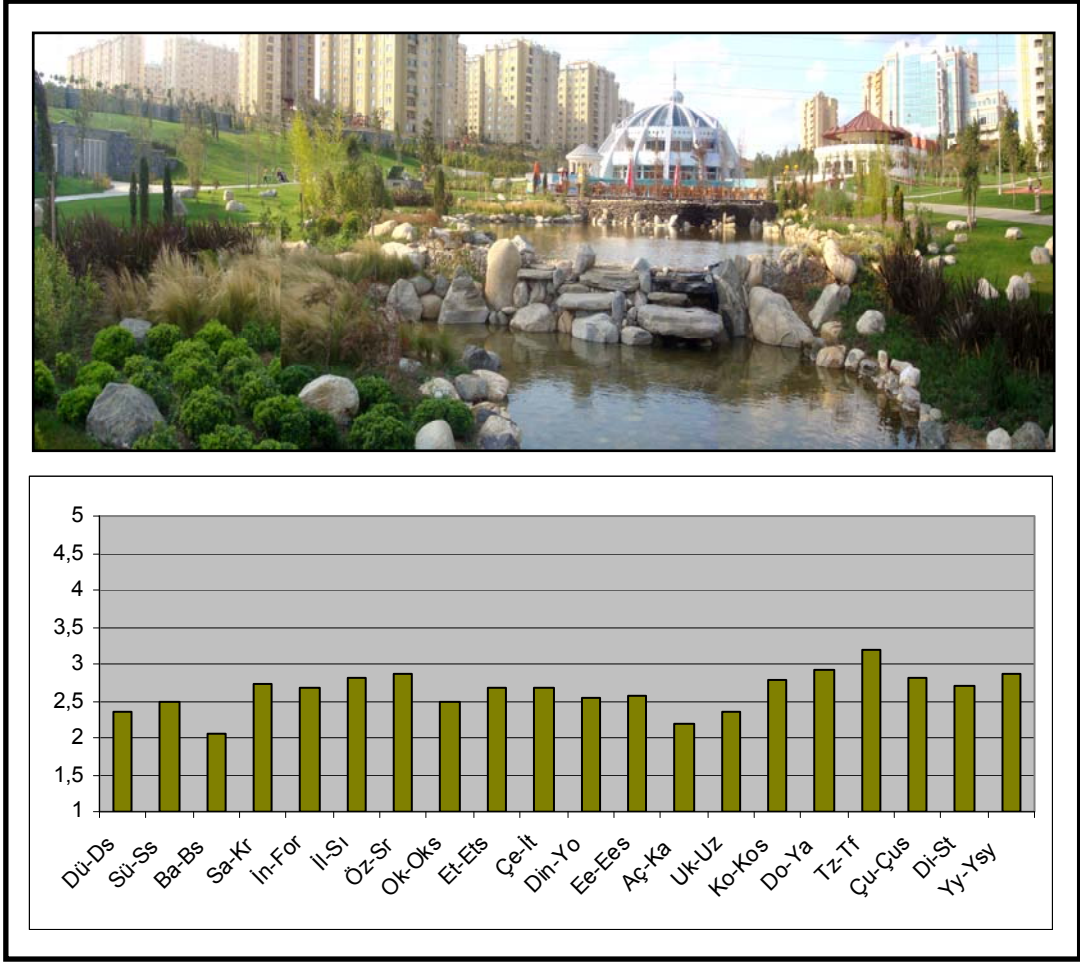 5
4,5
4
3,5
3
2,5
2
1,5
1
Dü-Ds
Sü-Ss
Ba-Bs
Sa-Kr
İn-For
İl-Sı
Öz-Sr
Ok-Oks
Et-Ets
Çe-İt
Din-Yo
Ee-Ees
Aç-Ka
Uk-Uz
Ko-Kos
Do-Ya
Tz-Tf
Çu-Çus
Di-St
Yy-Ysy